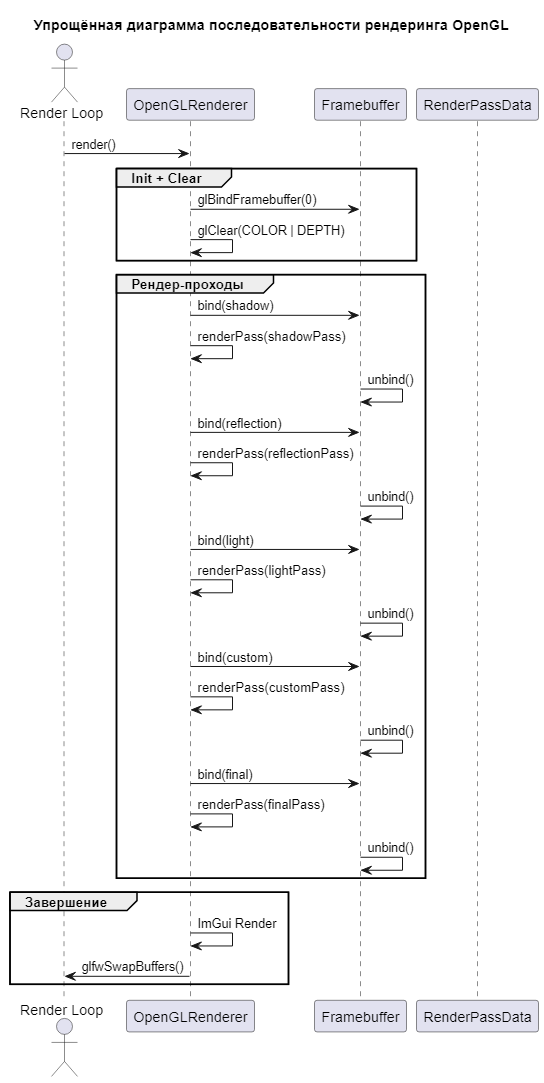 Упрощённая диаграмма последовательности рендеринга OpenGL
Render Loop
OpenGLRenderer
Framebuffer
RenderPassData
render()
Init + Clear
glBindFramebuffer(0)
glClear(COLOR | DEPTH)
Рендер-проходы
bind(shadow)
renderPass(shadowPass)
unbind()
bind(reflection)
renderPass(reflectionPass)
unbind()
bind(light)
renderPass(lightPass)
unbind()
bind(custom)
renderPass(customPass)
unbind()
bind(final)
renderPass(finalPass)
unbind()
Завершение
ImGui Render
glfwSwapBuffers()
Render Loop
OpenGLRenderer
Framebuffer
RenderPassData